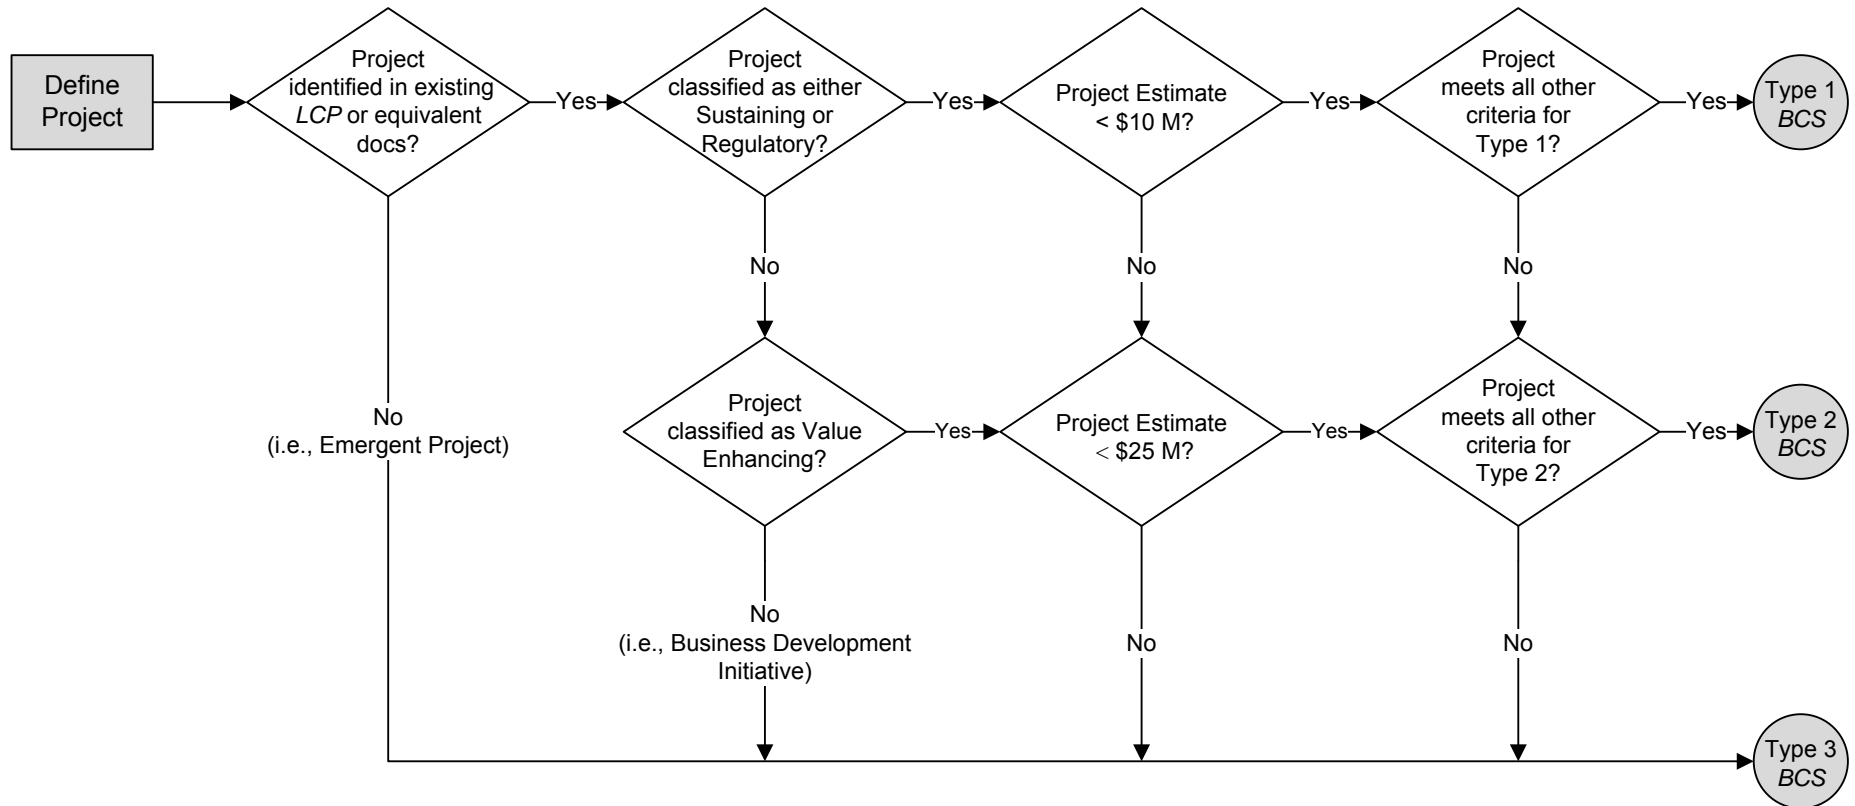 Define
Project
Project
identified in existing
LCP or equivalent
docs?
Yes
Project
classified as either
Sustaining or
Regulatory?
Yes
Project Estimate
< $10 M?
Yes
Project
meets all other
criteria for
Type 1?
Yes
Type 1
BCS
No
No
No
No
(i.e., Emergent Project)
Project
classified as Value
Enhancing?
Yes
Project Estimate
< $25 M?
Yes
Project
meets all other
criteria for
Type 2?
Yes
Type 2
BCS
No
(i.e., Business Development
Initiative)
No
No
Type 3
BCS